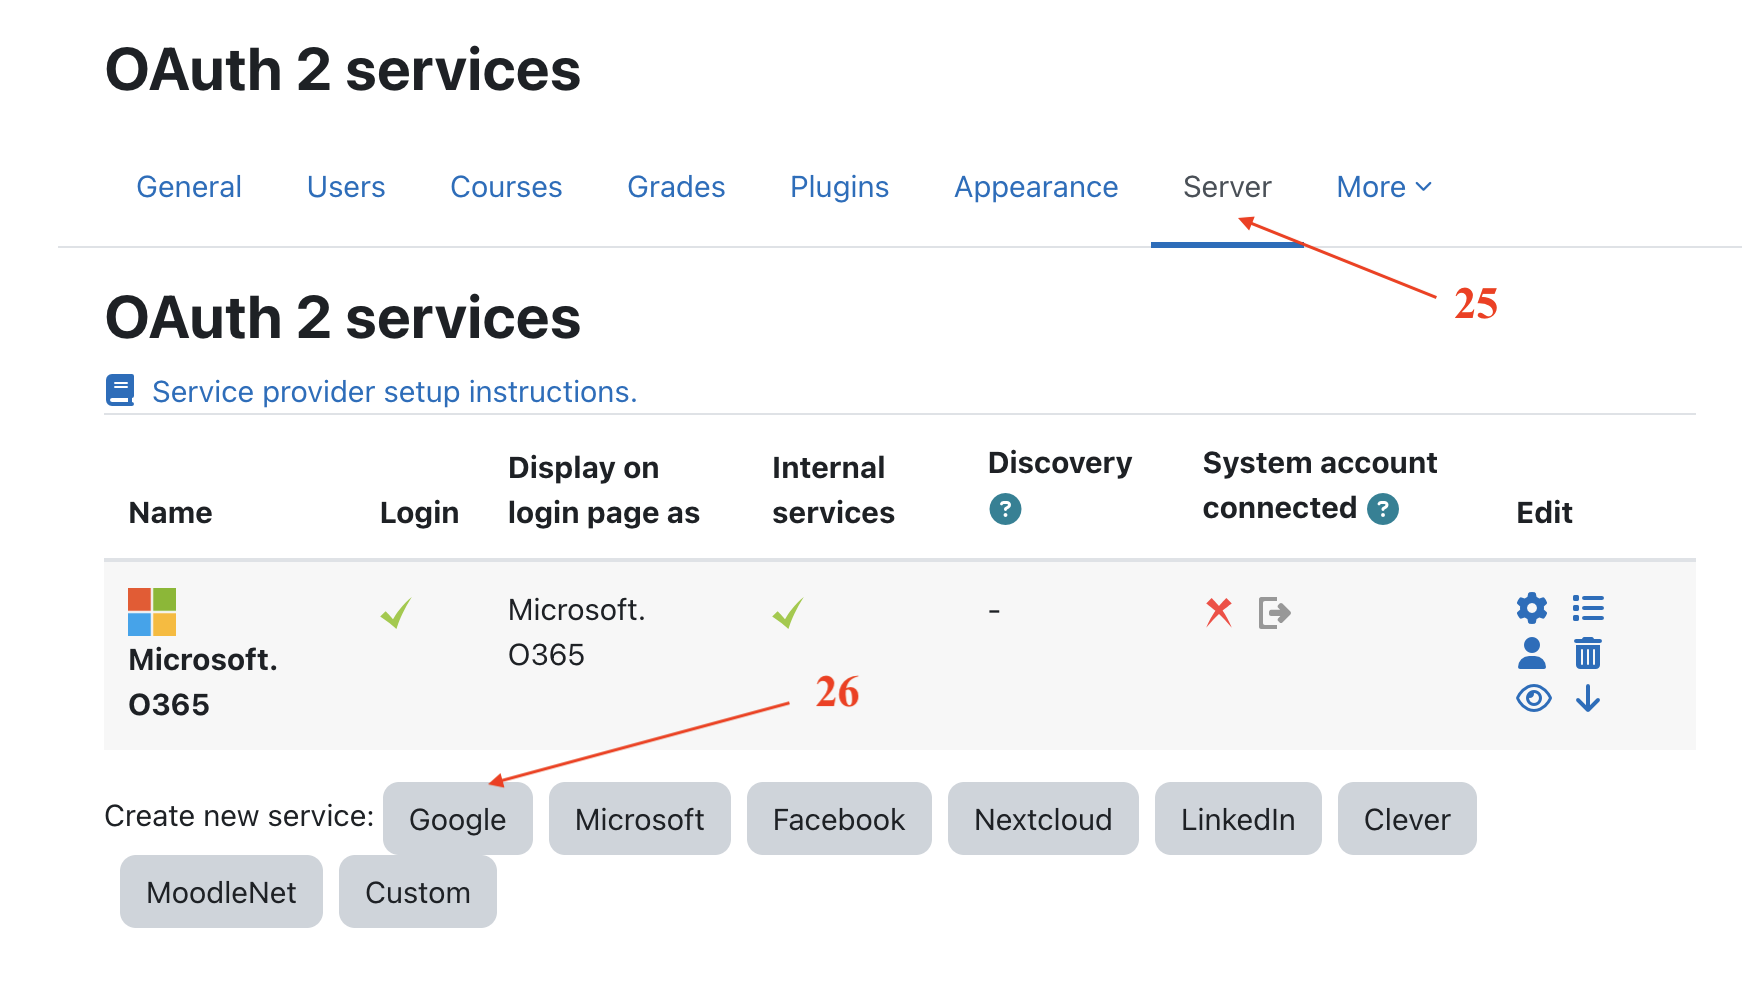 OAuth 2 services
General Users Courses Grades Plugins Appearance Server More
25
OAuth 2 services
Service provider setup instructions.
Name Login Display on login page as Internal services Discovery ? System account connected ? Edit
Microsoft. O365 Microsoft. O365 -
26
Create new service: Google Microsoft Facebook Nextcloud LinkedIn Clever
MoodleNet Custom